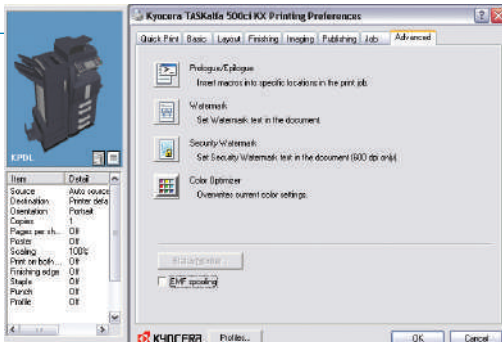 Kyocera TASKalfa 500ci KX Printing Preferences
Quick Print Basic Layout Finishing Imaging Publishing Job Advanced
Prologue/Epilogue
Insert macros into specific locations in the print job.
Watermark
Set Watermark text in the document.
Security Watermark
Set Security Watermark text in the document (600 dpi only).
Color Optimizer
Overwrites current color settings.
KPDL
Item Detail
Source Auto source
Destination Printer defa
Orientation Portrait
Copies 1
Pages per sh... Off
Poster Off
Scaling 100%
Print on both ... Off
Finishing edge Off
Staple Off
Punch Off
Profile Off
EMF spooling
KYOCERA Profiles... OK Cancel